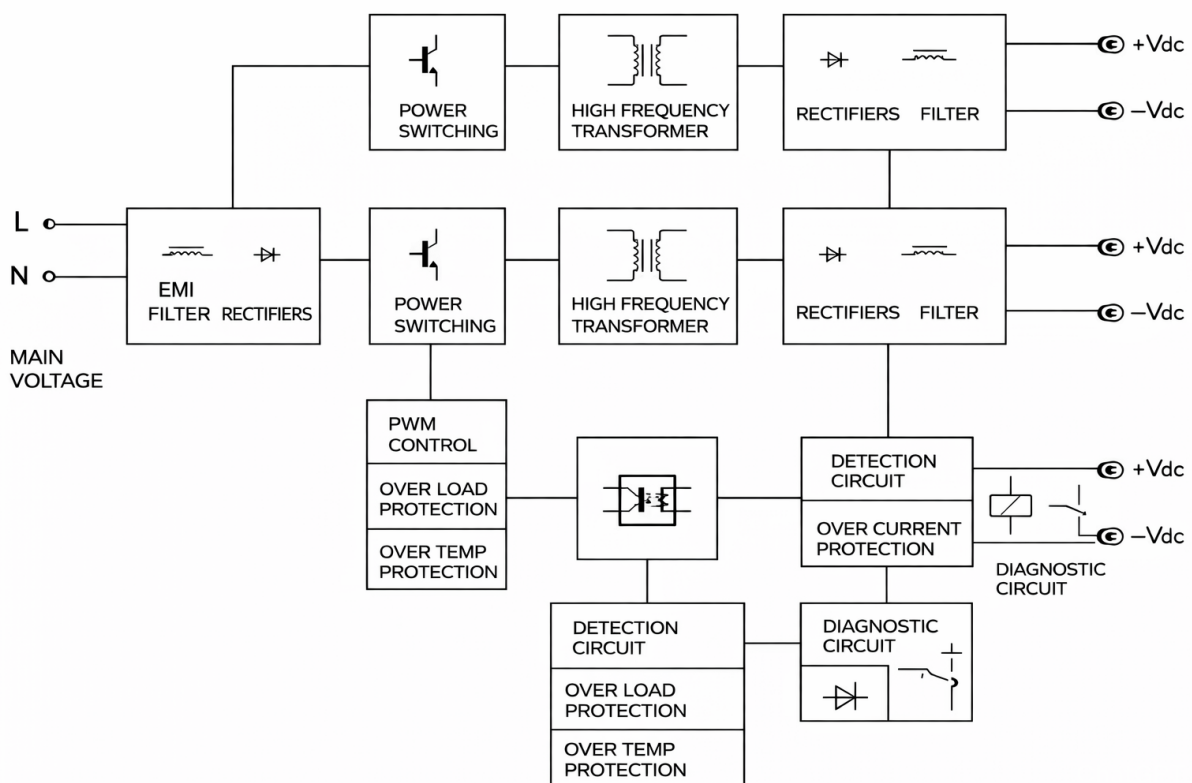 POWER
SWITCHING
HIGH FREQUENCY
TRANSFORMER
RECTIFIERS FILTER
+Vdc
−Vdc
L
N
MAIN
VOLTAGE
EMI
FILTER RECTIFIERS
POWER
SWITCHING
HIGH FREQUENCY
TRANSFORMER
RECTIFIERS FILTER
+Vdc
−Vdc
PWM
CONTROL
OVER LOAD
PROTECTION
OVER TEMP
PROTECTION
DETECTION
CIRCUIT
OVER CURRENT
PROTECTION
+Vdc
−Vdc
DIAGNOSTIC
CIRCUIT
DETECTION
CIRCUIT
OVER LOAD
PROTECTION
OVER TEMP
PROTECTION
DIAGNOSTIC
CIRCUIT